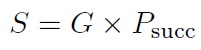 S = G × P_succ